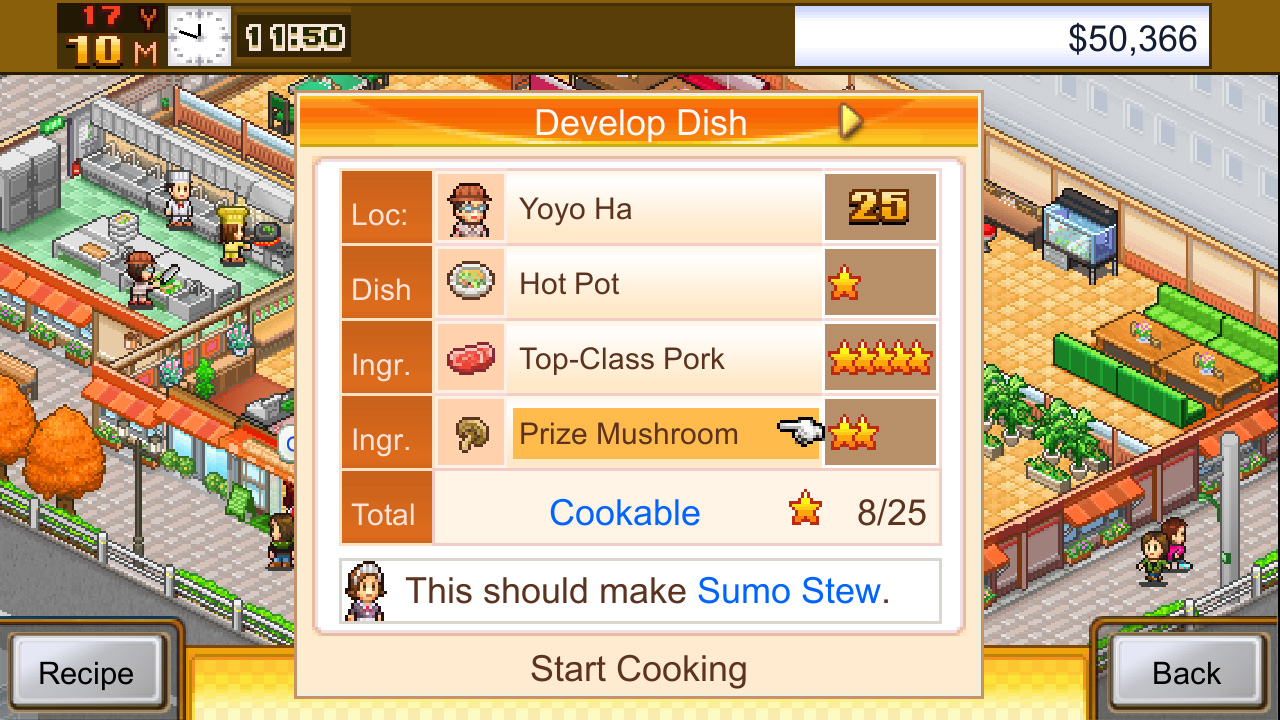 17 Y
10 M
11:50
$50,366
Develop Dish
Loc: Yoyo Ha 25
Dish Hot Pot
Ingr. Top-Class Pork
Ingr. Prize Mushroom
Total Cookable 8/25
This should make Sumo Stew.
Start Cooking
Recipe
Back